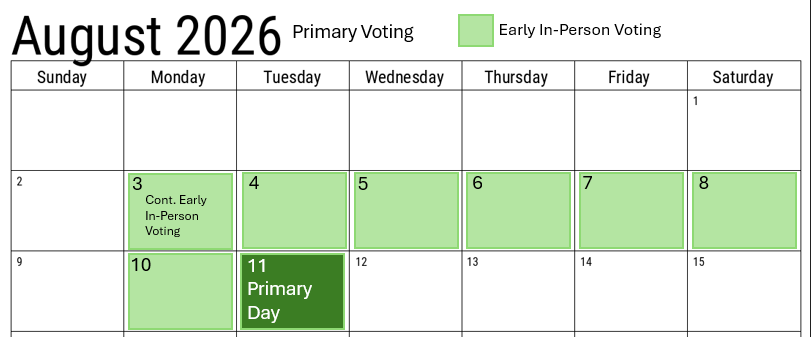 August 2026 Primary Voting Early In-Person Voting
Sunday Monday Tuesday Wednesday Thursday Friday Saturday
1
2 3 4 5 6 7 8
Cont. Early
In-Person
Voting
9 10 11 12 13 14 15
Primary
Day